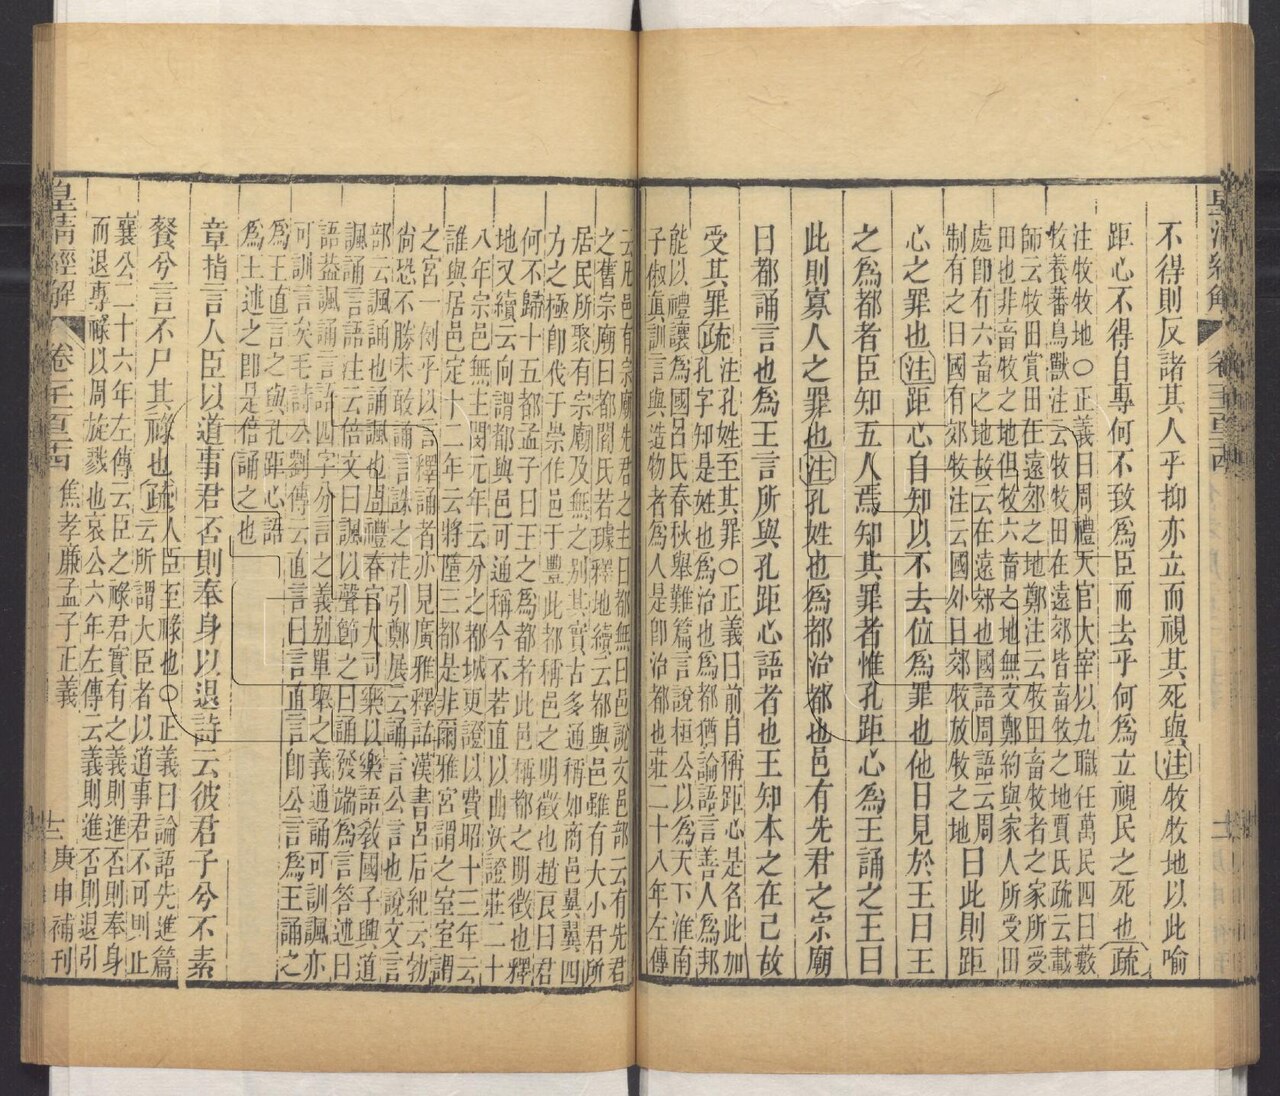 不得則反諸其人乎抑亦立而視其死與注牧牧地以此喻
距心不得自專何不致爲臣而去乎何爲立視民之死也疏
注牧牧地○正義曰周禮天官大宰以九職任萬民四曰藪
牧養蕃鳥獸注云牧牧田在遠郊皆畜牧之地賈氏疏云載
師云牧田賞田在遠郊之地鄭注云牧田畜牧者之家所受
田也非畜牧之地但牧六畜之地無文鄭約與家人所受田
處即有六畜之地故云在遠郊也國語周語云周
制有之曰國有郊牧注云國外曰郊牧放牧之地
曰此則距
心之罪也注距心自知以不去位爲罪也他日見於王曰王
之爲都者臣知五人焉知其罪者惟孔距心爲王誦之王曰
此則寡人之罪也注孔姓也爲都治都也邑有先君之宗廟
曰都誦言也爲王言所與孔距心語者也王知本之在己故
受其罪疏
注孔姓至其罪○正義曰前自稱距心是名此加
孔字知是姓也爲治也爲都猶論語言善人爲邦
能以禮讓爲國呂氏春秋舉難篇言說桓公以爲天下淮南
子俶眞訓言與造物者爲人是卽治都也莊二十八年左傳
云凡邑有宗廟先君之主曰都無曰邑說文邑部云有先君
之舊宗廟曰都閻氏若璩釋地續云都與邑雖有大小君所
居民所聚有宗廟及無之別其實古多通稱如商邑翼翼四
方之極卽代于崇作邑于豐此都稱邑之明徵也趙良曰君
何不歸十五都孟子曰王之爲都者此邑稱都之明徵也釋
地又續云向謂都與邑可通稱今不若直以曲沃證莊二十
八年宗邑無主閔元年云分之都城更證以費昭十三年云
誰與居邑定十二年云將墮三都是非爾雅宮謂之室室謂
之宮一例乎以言釋誦者亦見廣雅釋詁漢書呂后紀云勃
尚恐不勝未敢誦言誅之注引鄭展云誦言公言也說文言
部云諷誦也誦諷也周禮春官大司樂以樂語敎國子興道
諷誦言語注云倍文曰諷以聲節之曰誦發端爲言答述曰
語蓋諷誦言語四字分言之義別單舉之義通誦可訓諷亦
可訓言矣毛詩公劉傳云直言曰言直言卽公言爲王誦之
爲王直言之與孔距心語
爲王述之卽是倍誦之也
章指言人臣以道事君否則奉身以退詩云彼君子兮不素
餐兮言不尸其祿也疏
人臣至祿也○正義曰論語先進篇
云所謂大臣者以道事君不可則止
襄公二十六年左傳云臣之祿君實有之義則進否則奉身
而退專祿以周旋戮也哀公六年左傳云義則進否則退引
皇清經解 卷千一百四 焦孝廉孟子正義 庚申補刊